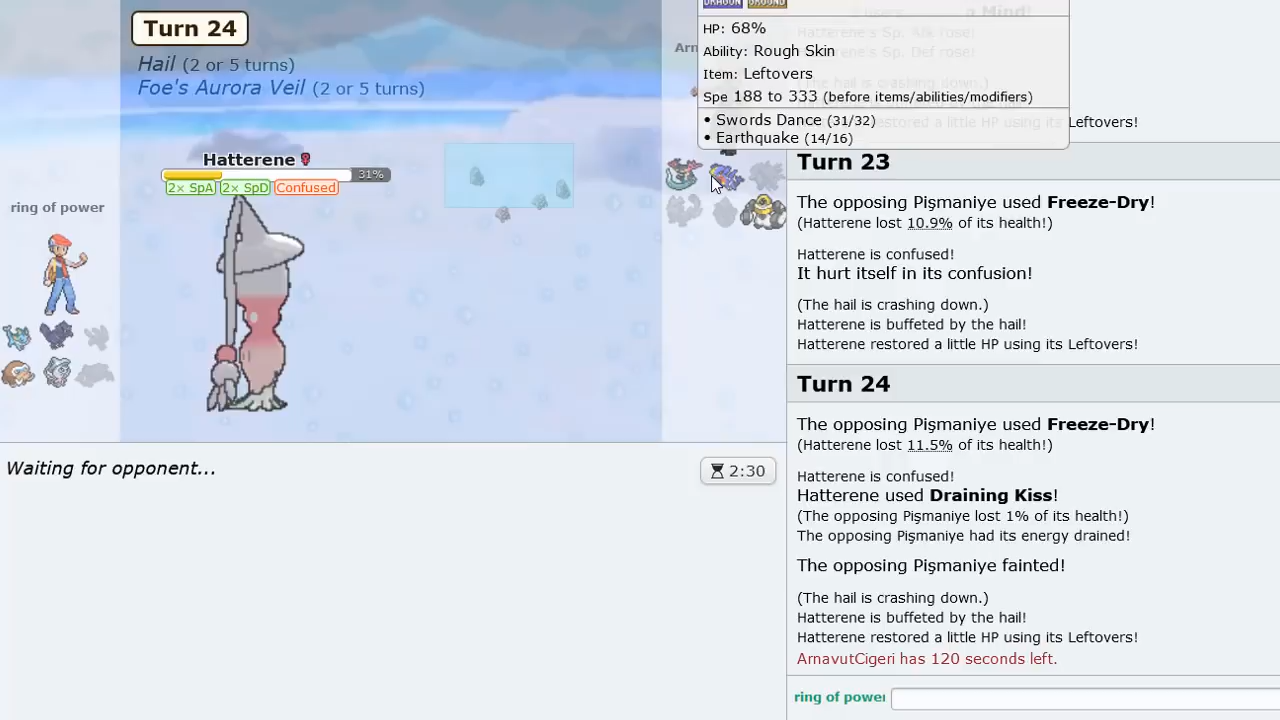 Turn 24
Hail (2 or 5 turns)
Foe's Aurora Veil (2 or 5 turns)
Hatterene
31%
2× SpA 2× SpD Confused
ring of power
Waiting for opponent...
2:30
Arn
DRAGON GROUND
HP: 68%
Ability: Rough Skin
Item: Leftovers
Spe 188 to 333 (before items/abilities/modifiers)
• Swords Dance (31/32)
• Earthquake (14/16)
a Mind!
Leftovers!
Turn 23
The opposing Pişmaniye used Freeze-Dry!
(Hatterene lost 10.9% of its health!)
Hatterene is confused!
It hurt itself in its confusion!
(The hail is crashing down.)
Hatterene is buffeted by the hail!
Hatterene restored a little HP using its Leftovers!
Turn 24
The opposing Pişmaniye used Freeze-Dry!
(Hatterene lost 11.5% of its health!)
Hatterene is confused!
Hatterene used Draining Kiss!
(The opposing Pişmaniye lost 1% of its health!)
The opposing Pişmaniye had its energy drained!
The opposing Pişmaniye fainted!
(The hail is crashing down.)
Hatterene is buffeted by the hail!
Hatterene restored a little HP using its Leftovers!
ArnavutCigeri has 120 seconds left.
ring of power